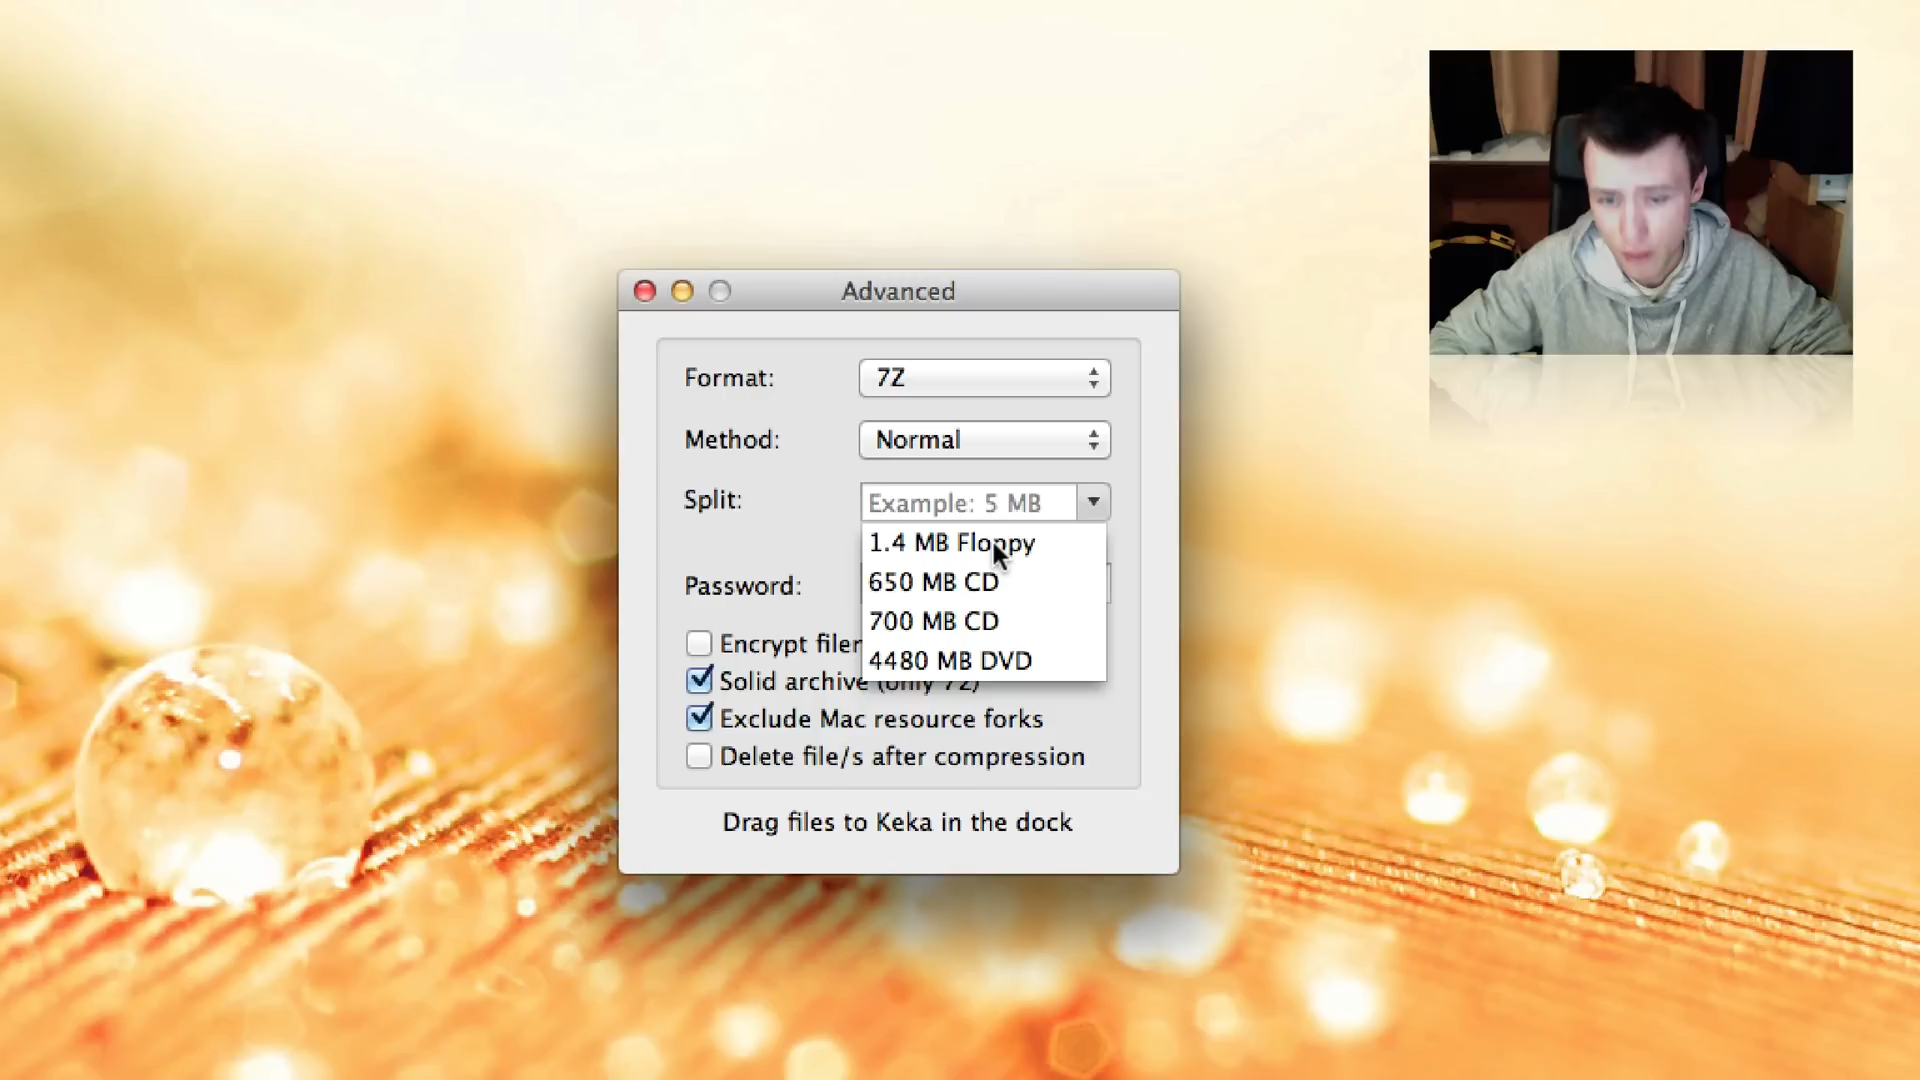 Advanced
Format: 7Z
Method: Normal
Split: Example: 5 MB
1.4 MB Floppy
650 MB CD
700 MB CD
4480 MB DVD
Password:
Encrypt
Solid archive (only 7Z)
Exclude Mac resource forks
Delete file/s after compression
Drag files to Keka in the dock